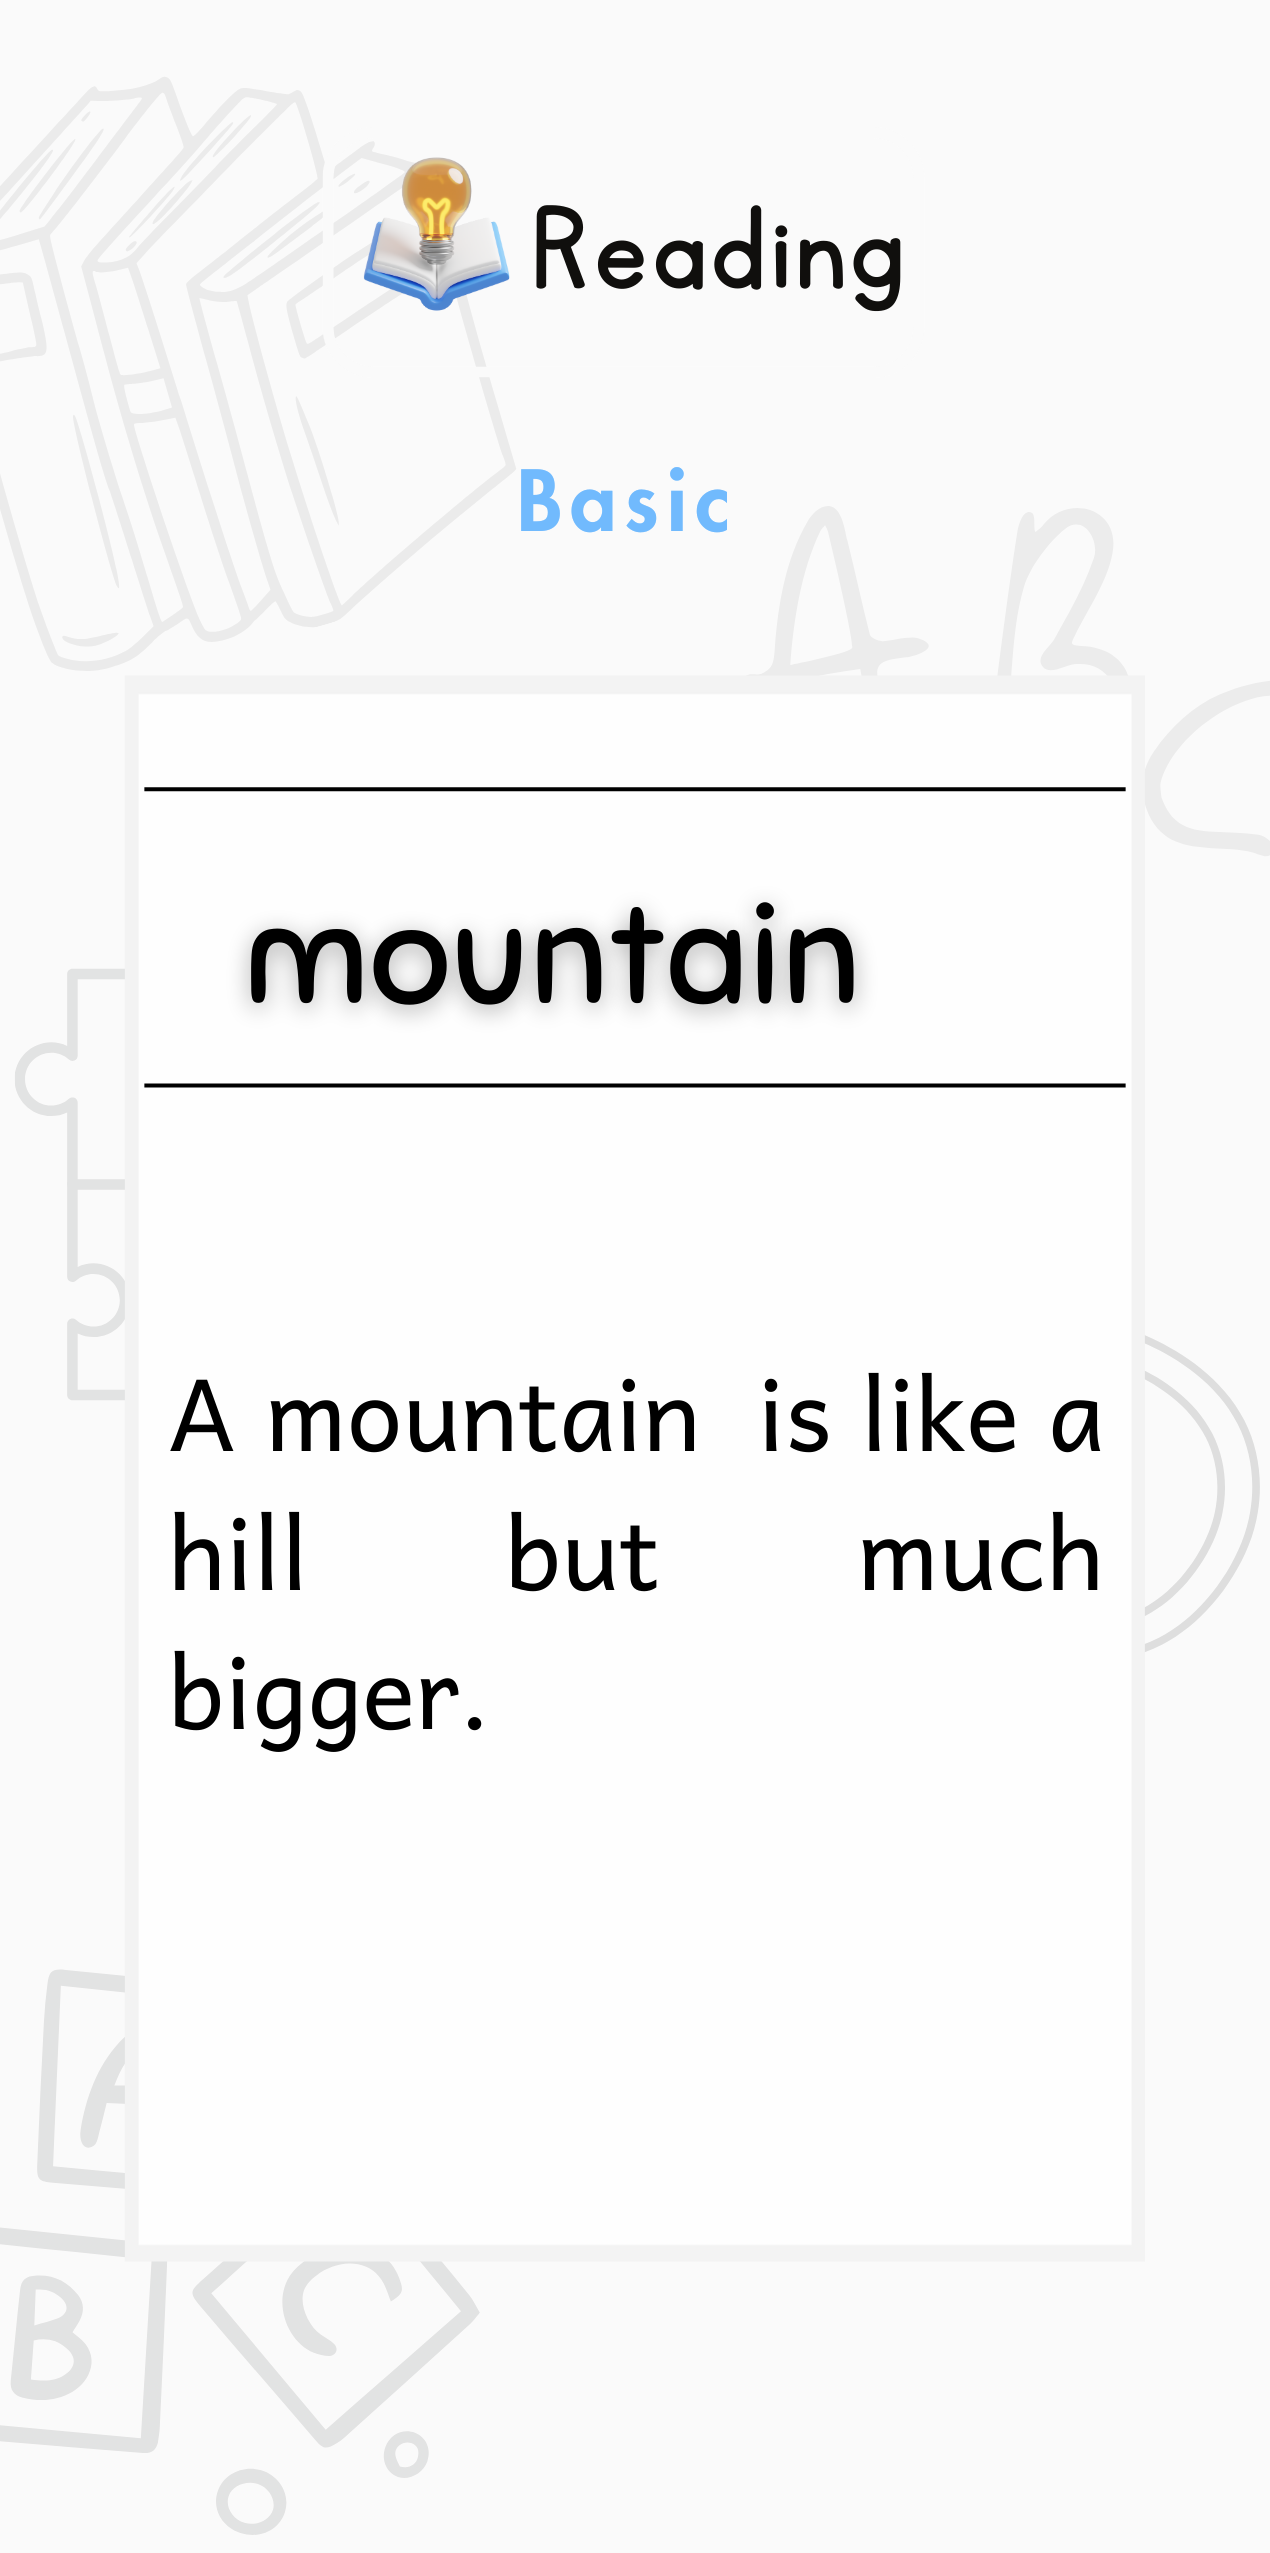 Reading
Basic
A B
mountain
A mountain is like a
hill but much
bigger.
A
B C